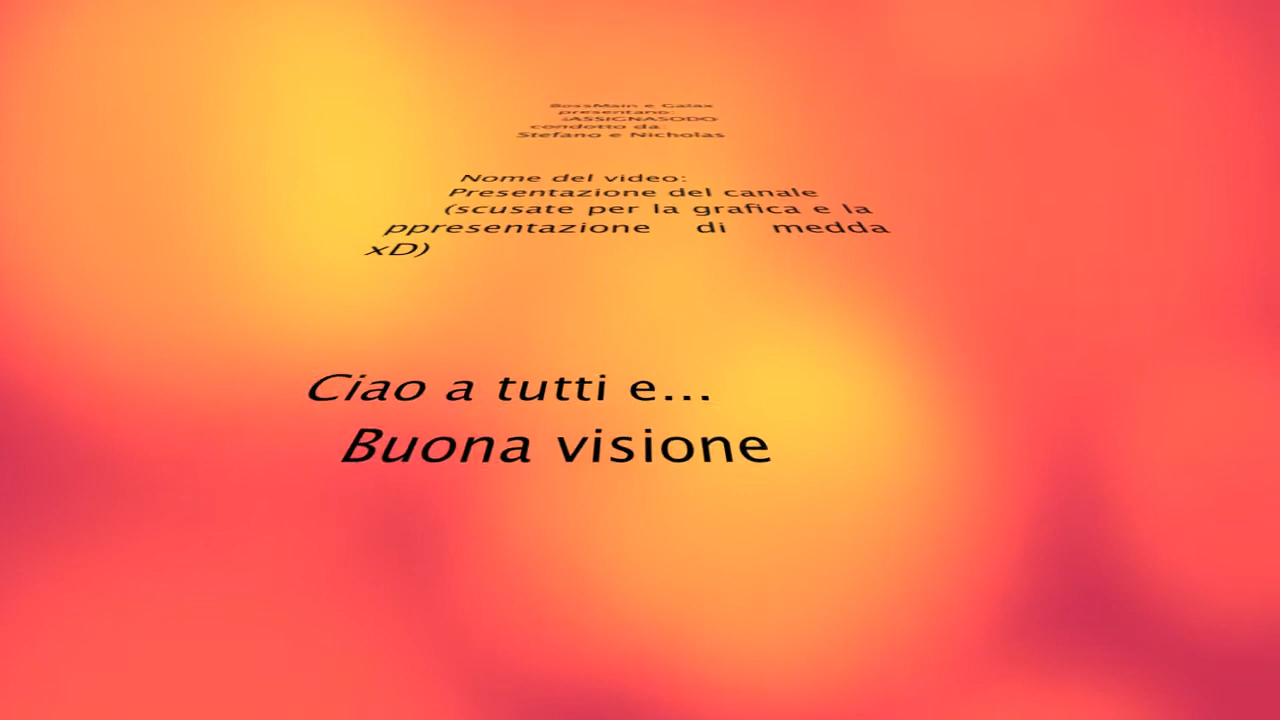 BossMain e Galax
presentano:
condotto da:
Stefano e Nicholas
Nome del video:
Presentazione del canale
(scusate per la grafica e la
ppresentazione di medda
xD)
Ciao a tutti e...
Buona visione